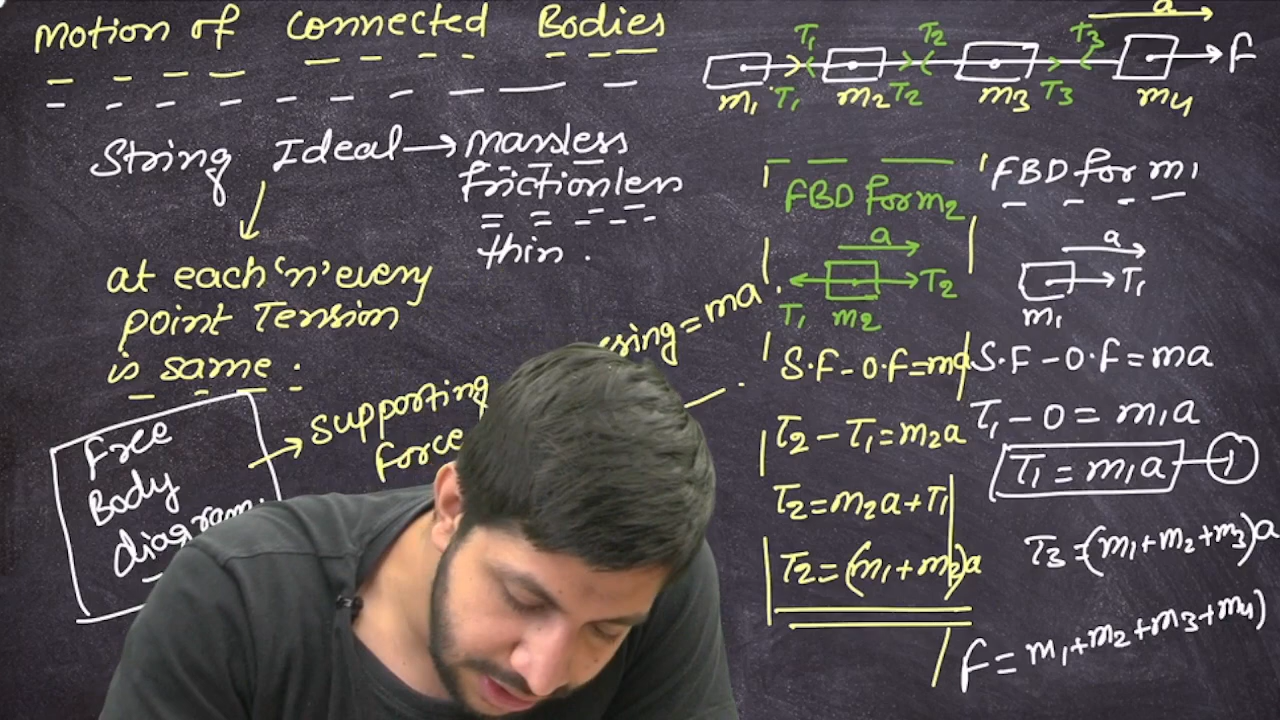 Motion of Connected Bodies
String Ideal → massless
frictionless
thin.
at each 'n' every
point Tension
is same.
Free
Body
diagram.
→ Supporting
force
= ma
T1 T2 T3 a
F
T1 T2 T3
m1 m2 m3 m4
FBD for m2
a
T1 T2
m2
S.F - O.F = ma
T2 - T1 = m2a
T2 = m2a + T1
T2 = (m1 + m2)a
FBD for m1
a
T1
m1
S.F - O.F = ma
T1 - 0 = m1a
T1 = m1a — 1
T3 = (m1 + m2 + m3)a
F = m1 + m2 + m3 + m4)